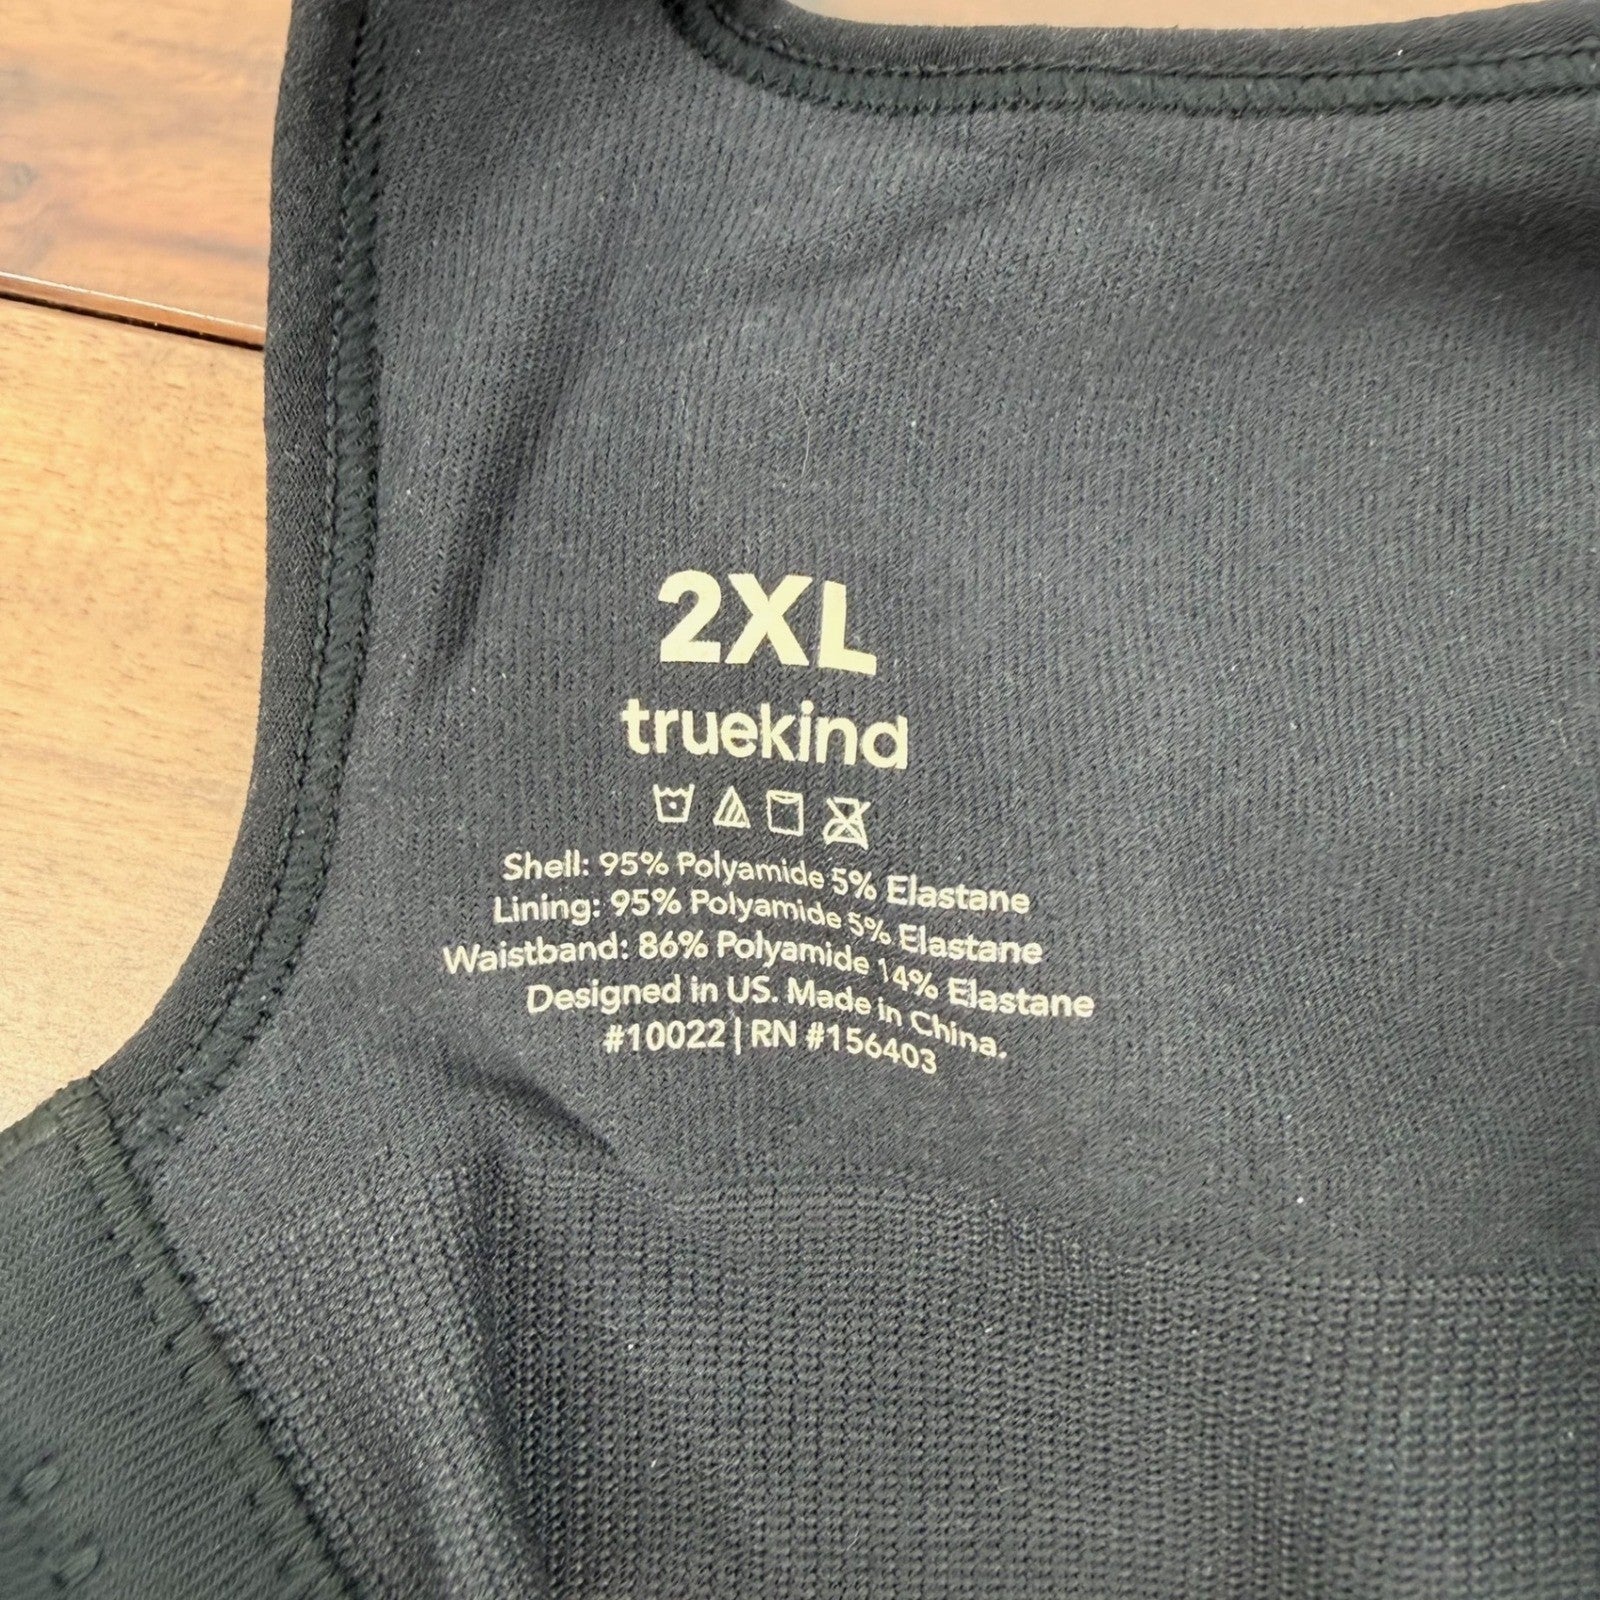 2XL
truekind
Shell: 95% Polyamide 5% Elastane
Lining: 95% Polyamide 5% Elastane
Waistband: 86% Polyamide 14% Elastane
Designed in US. Made in China.
#10022 | RN #156403